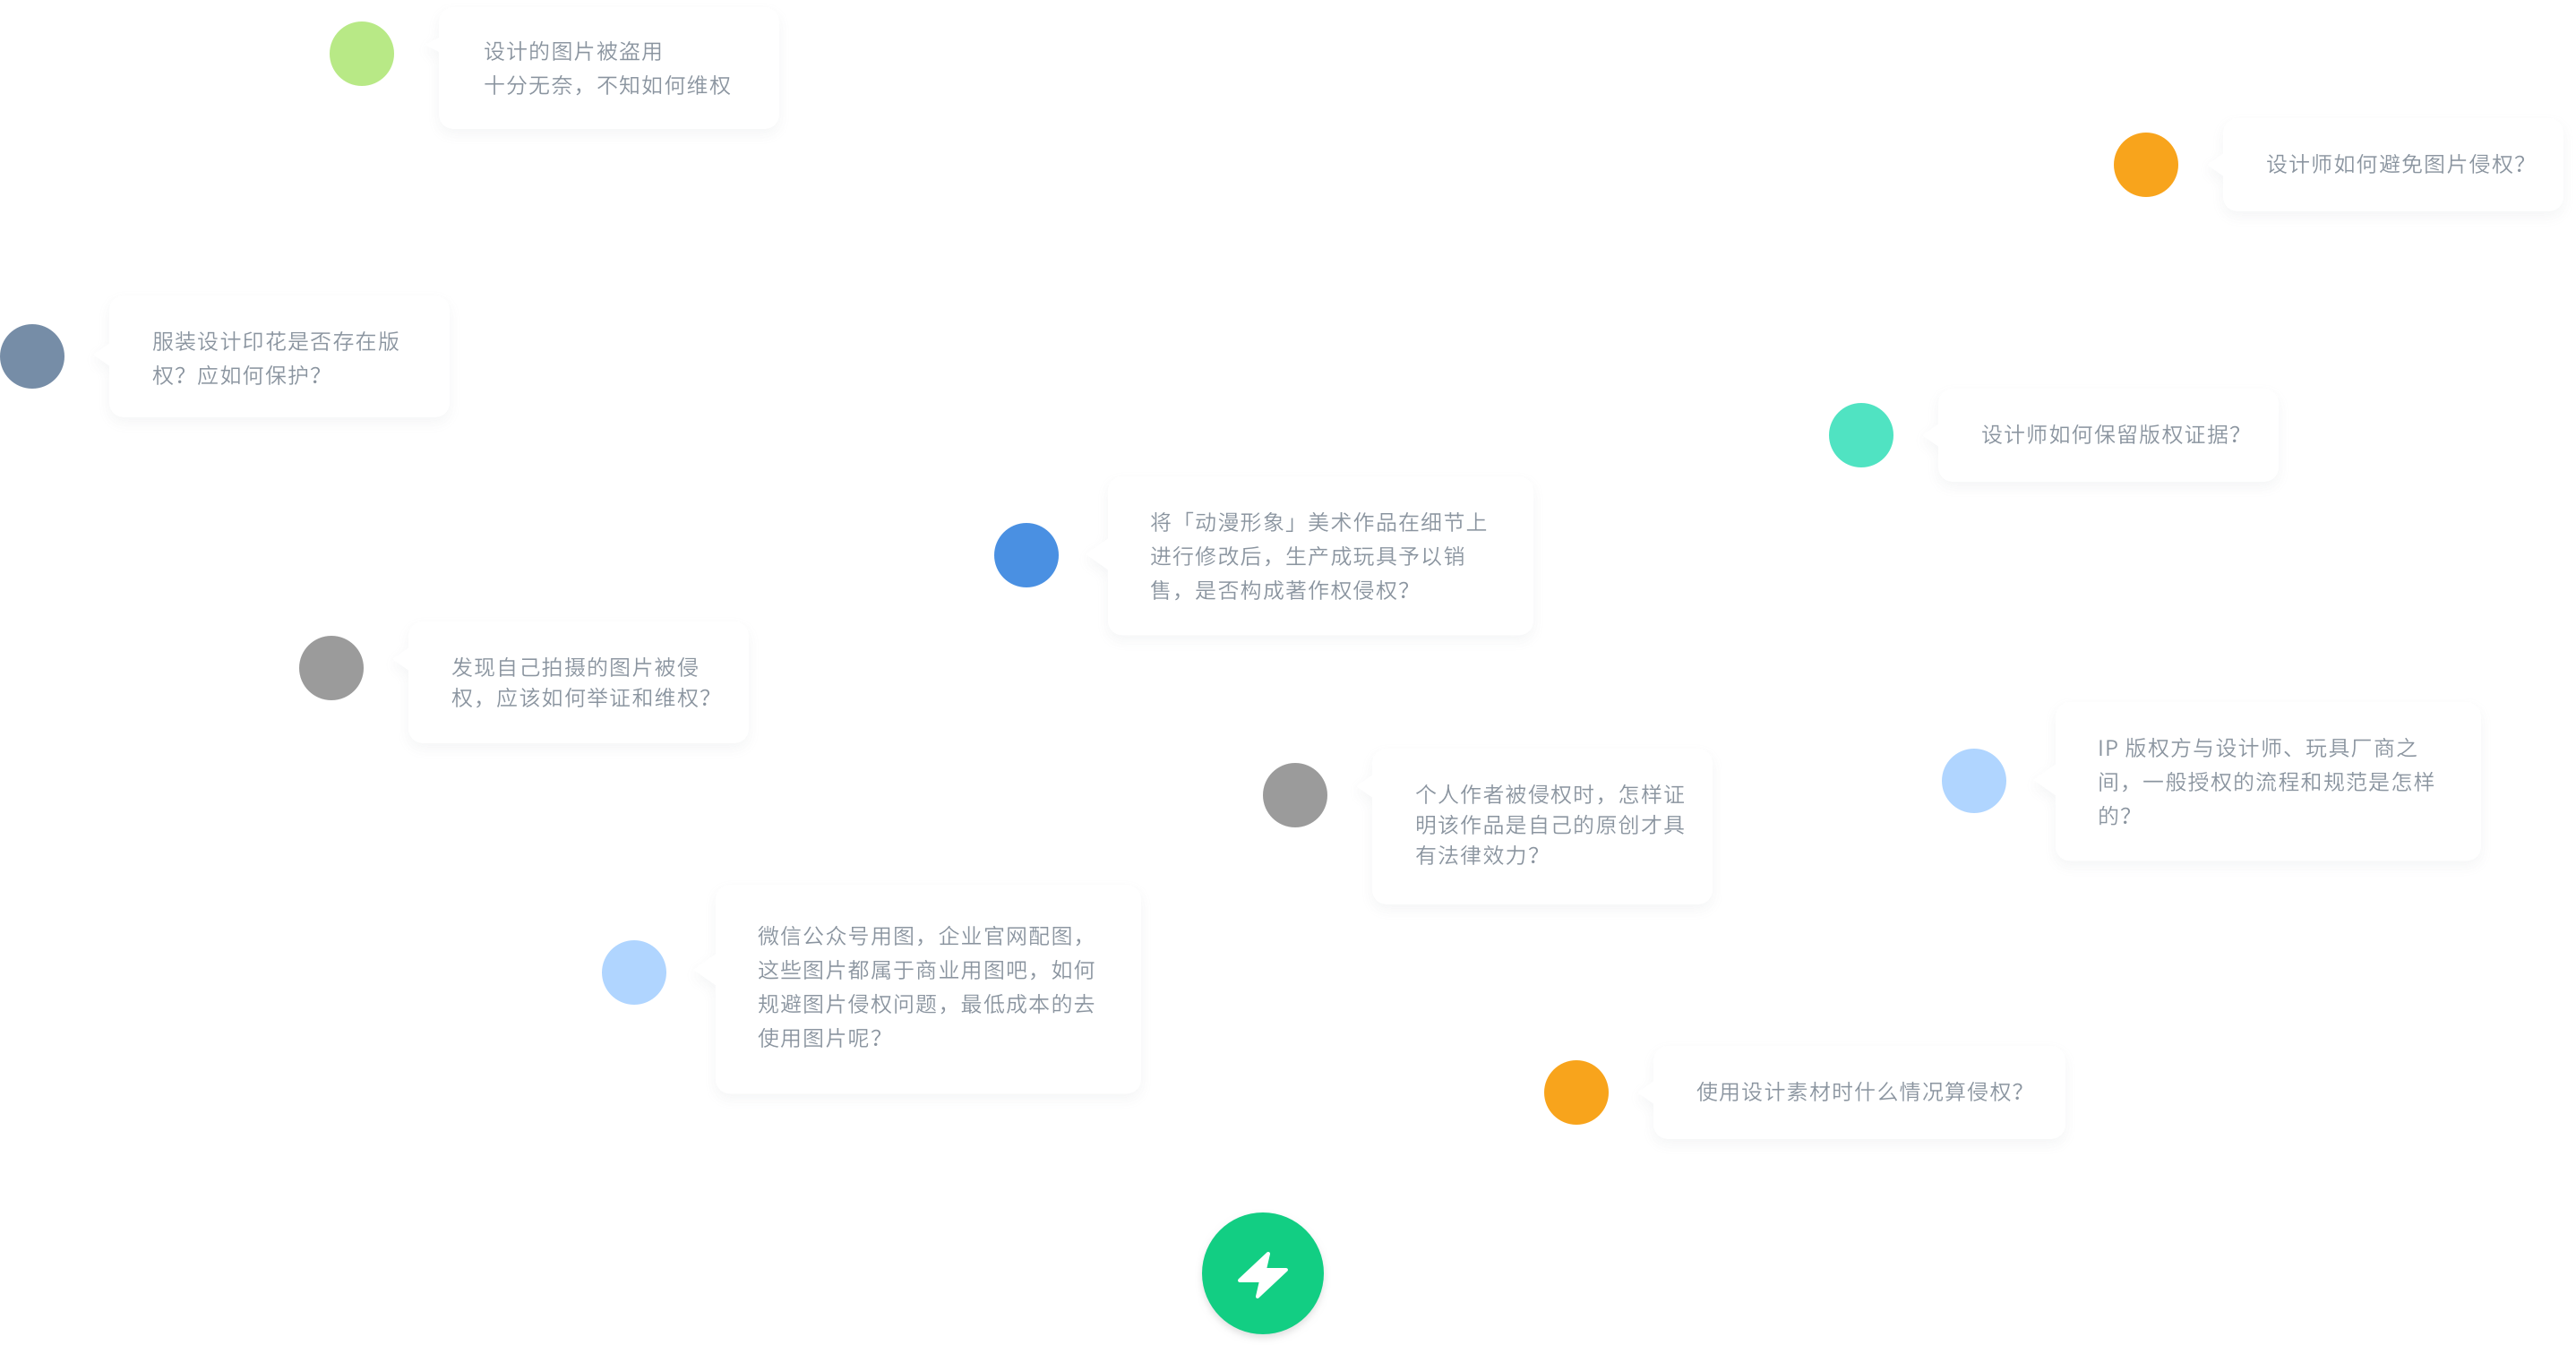 设计的图片被盗用
十分无奈，不知如何维权
设计师如何避免图片侵权？
服装设计印花是否存在版
权？应如何保护？
设计师如何保留版权证据？
将「动漫形象」美术作品在细节上
进行修改后，生产成玩具予以销
售，是否构成著作权侵权？
发现自己拍摄的图片被侵
权，应该如何举证和维权？
IP 版权方与设计师、玩具厂商之
间，一般授权的流程和规范是怎样
的？
个人作者被侵权时，怎样证
明该作品是自己的原创才具
有法律效力？
微信公众号用图，企业官网配图，
这些图片都属于商业用图吧，如何
规避图片侵权问题，最低成本的去
使用图片呢？
使用设计素材时什么情况算侵权？